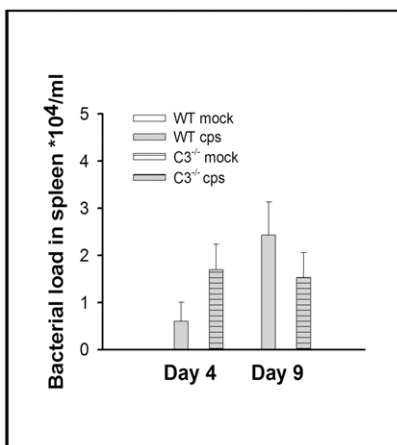 Bacterial load in spleen *10⁴/ml
5
4
3
2
1
0
WT mock
WT cps
C3⁻/⁻ mock
C3⁻/⁻ cps
Day 4 Day 9